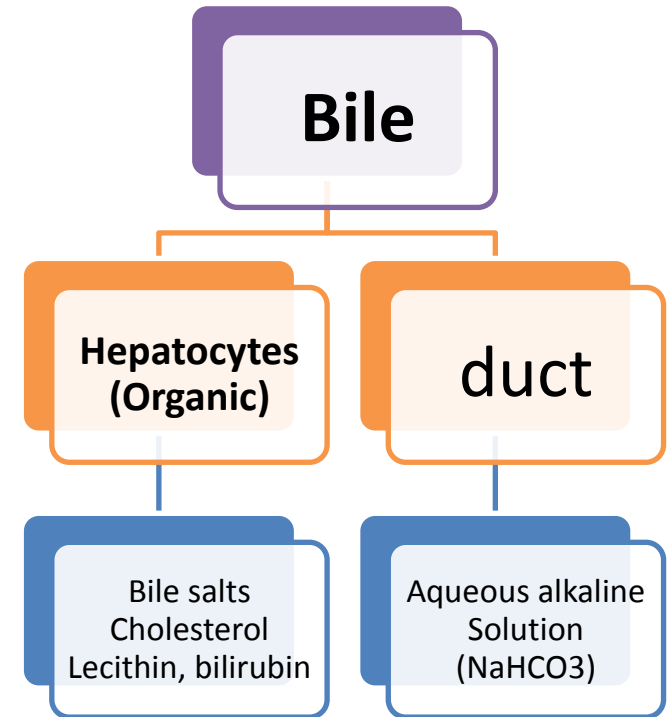 Bile
Hepatocytes
(Organic)
duct
Bile salts
Cholesterol
Lecithin, bilirubin
Aqueous alkaline
Solution
(NaHCO3)